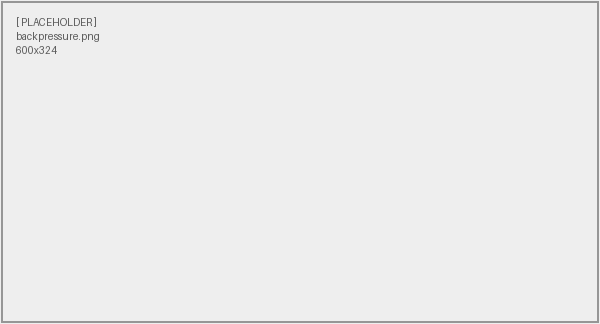 [PLACEHOLDER]
backpressure.png
600x324